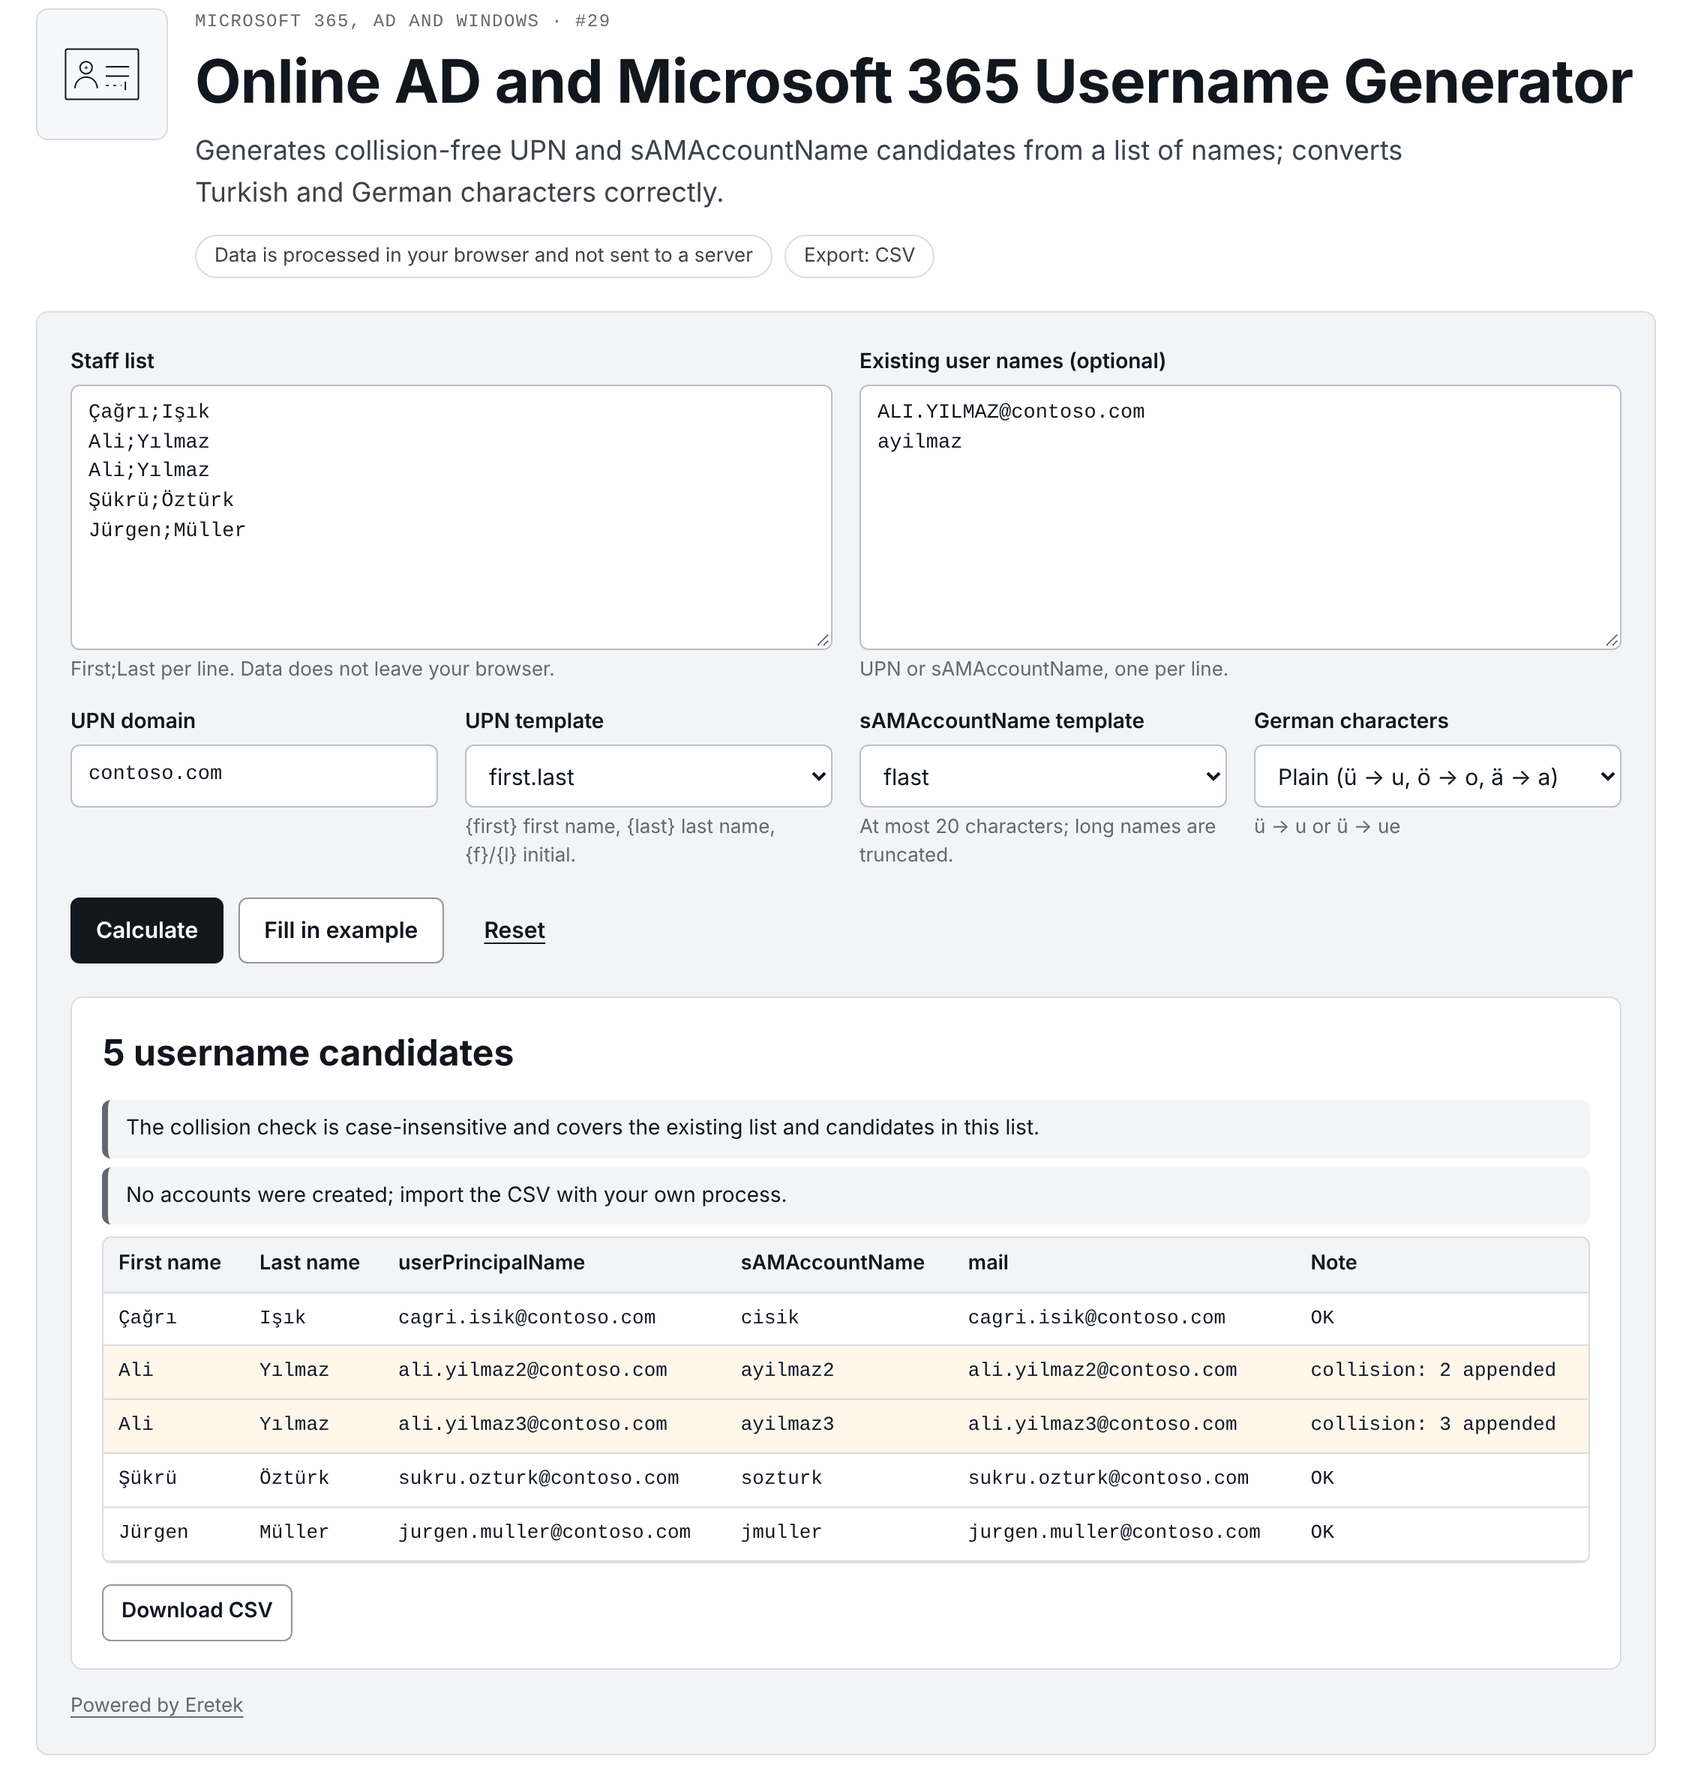 MICROSOFT 365, AD AND WINDOWS · #29
Online AD and Microsoft 365 Username Generator
Generates collision-free UPN and sAMAccountName candidates from a list of names; converts
Turkish and German characters correctly.
Data is processed in your browser and not sent to a server
Export: CSV
Staff list
Çağrı;Işık
Ali;Yılmaz
Ali;Yılmaz
Şükrü;Öztürk
Jürgen;Müller
First;Last per line. Data does not leave your browser.
Existing user names (optional)
ALI.YILMAZ@contoso.com
ayilmaz
UPN or sAMAccountName, one per line.
UPN domain
contoso.com
UPN template
first.last
{first} first name, {last} last name,
{f}/{l} initial.
sAMAccountName template
flast
At most 20 characters; long names are
truncated.
German characters
Plain (ü → u, ö → o, ä → a)
ü → u or ü → ue
Calculate
Fill in example
Reset
5 username candidates
The collision check is case-insensitive and covers the existing list and candidates in this list.
No accounts were created; import the CSV with your own process.
First name Last name userPrincipalName sAMAccountName mail Note
Çağrı Işık cagri.isik@contoso.com cisik cagri.isik@contoso.com OK
Ali Yılmaz ali.yilmaz2@contoso.com ayilmaz2 ali.yilmaz2@contoso.com collision: 2 appended
Ali Yılmaz ali.yilmaz3@contoso.com ayilmaz3 ali.yilmaz3@contoso.com collision: 3 appended
Şükrü Öztürk sukru.ozturk@contoso.com sozturk sukru.ozturk@contoso.com OK
Jürgen Müller jurgen.muller@contoso.com jmuller jurgen.muller@contoso.com OK
Download CSV
Powered by Eretek